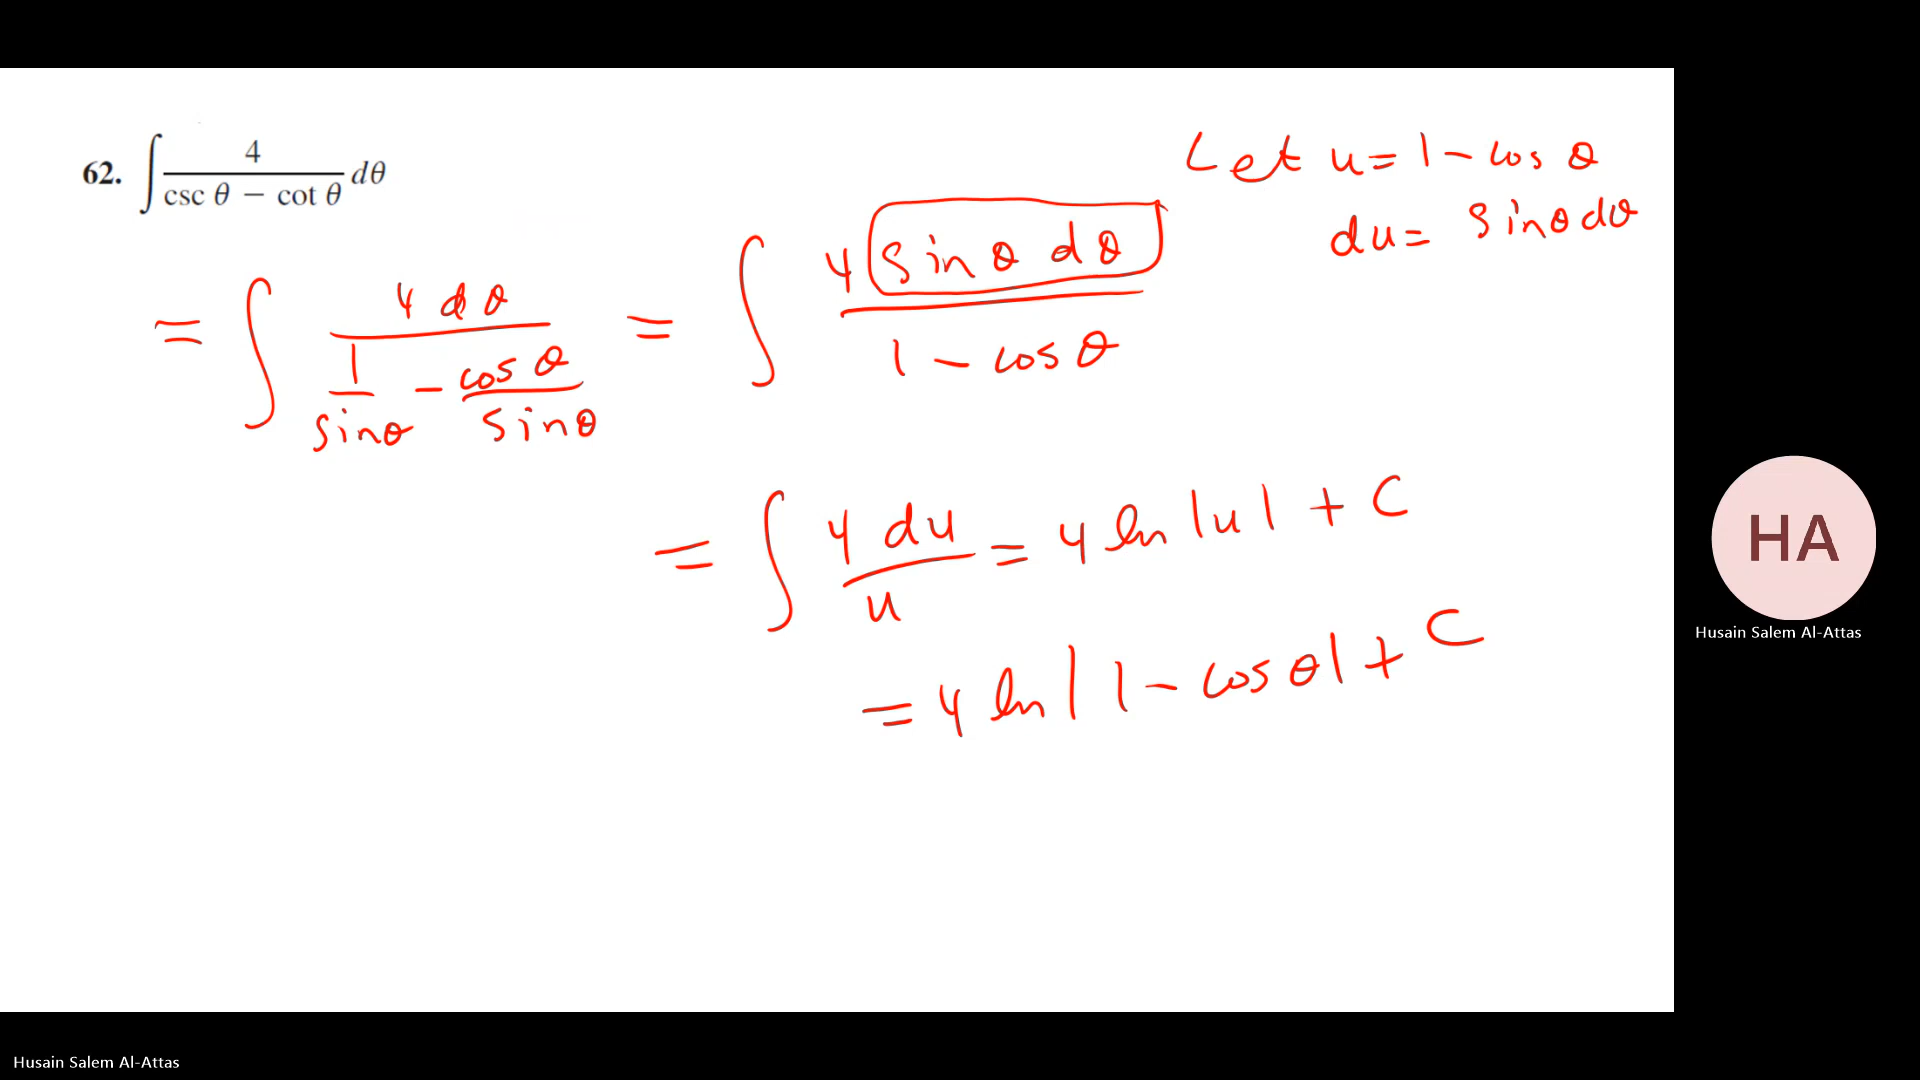 62. ∫ 4/(csc θ − cot θ) dθ
Let u = 1 − cos θ
du = sin θ dθ
= ∫ 4 dθ/(1/sin θ − cos θ/sin θ) = ∫ 4 sin θ dθ/(1 − cos θ)
= ∫ 4 du/u = 4 ln |u| + C
= 4 ln |1 − cos θ| + C
HA
Husain Salem Al-Attas
Husain Salem Al-Attas